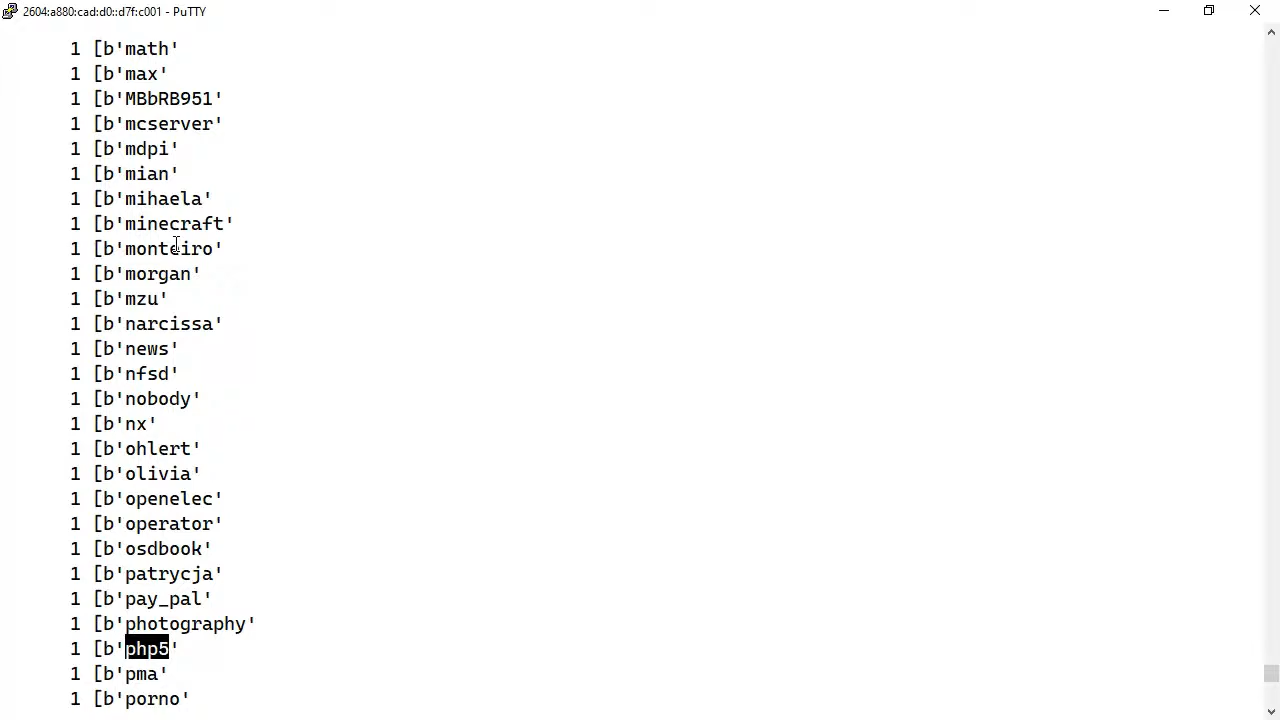 2604:a880:cad:d0::d7f:c001 - PuTTY
1 [b'math'
1 [b'max'
1 [b'MBbRB951'
1 [b'mcserver'
1 [b'mdpi'
1 [b'mian'
1 [b'mihaela'
1 [b'minecraft'
1 [b'monteiro'
1 [b'morgan'
1 [b'mzu'
1 [b'narcissa'
1 [b'news'
1 [b'nfsd'
1 [b'nobody'
1 [b'nx'
1 [b'ohlert'
1 [b'olivia'
1 [b'openelec'
1 [b'operator'
1 [b'osdbook'
1 [b'patrycja'
1 [b'pay_pal'
1 [b'photography'
1 [b'php5'
1 [b'pma'
1 [b'porno'